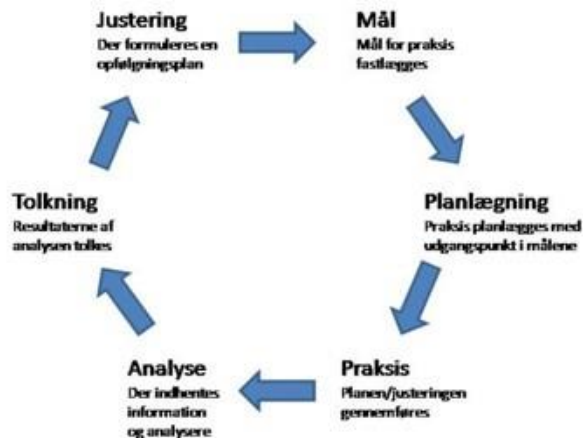 Justering
Der formuleres en
opfølgningsplan
Mål
Mål for praksis
fastlægges
Planlægning
Praksis planlægges med
udgangspunkt i målene
Praksis
Planen/justeringen
gennemføres
Analyse
Der indhentes
information
og analysere
Tolkning
Resultaterne af
analysen tolkes